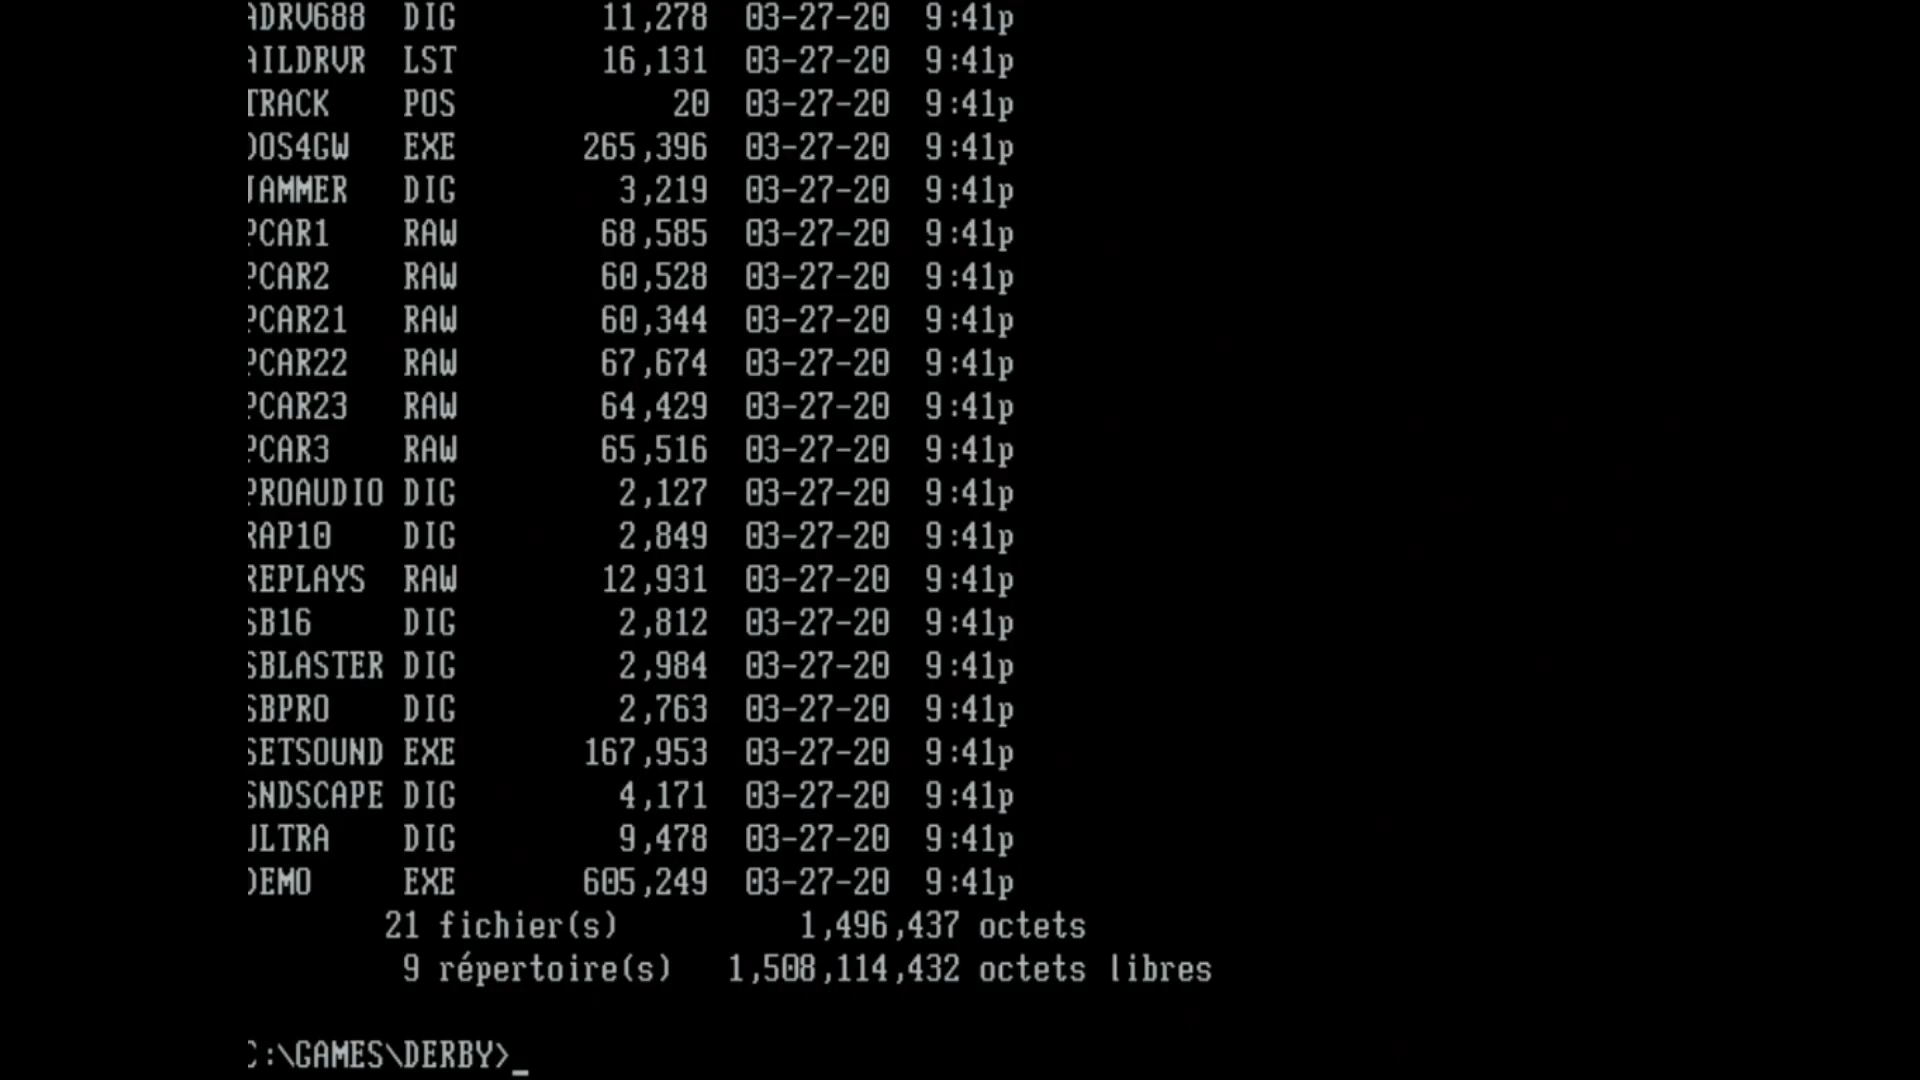 ADRV688 DIG 11,278 03-27-20 9:41p
AILDRVR LST 16,131 03-27-20 9:41p
TRACK POS 20 03-27-20 9:41p
DOS4GW EXE 265,396 03-27-20 9:41p
JAMMER DIG 3,219 03-27-20 9:41p
PCAR1 RAW 68,585 03-27-20 9:41p
PCAR2 RAW 60,528 03-27-20 9:41p
PCAR21 RAW 60,344 03-27-20 9:41p
PCAR22 RAW 67,674 03-27-20 9:41p
PCAR23 RAW 64,429 03-27-20 9:41p
PCAR3 RAW 65,516 03-27-20 9:41p
PROAUDIO DIG 2,127 03-27-20 9:41p
RAP10 DIG 2,849 03-27-20 9:41p
REPLAYS RAW 12,931 03-27-20 9:41p
SB16 DIG 2,812 03-27-20 9:41p
SBLASTER DIG 2,984 03-27-20 9:41p
SBPRO DIG 2,763 03-27-20 9:41p
SETSOUND EXE 167,953 03-27-20 9:41p
SNDSCAPE DIG 4,171 03-27-20 9:41p
ULTRA DIG 9,478 03-27-20 9:41p
DEMO EXE 605,249 03-27-20 9:41p
21 fichier(s) 1,496,437 octets
9 répertoire(s) 1,508,114,432 octets libres
C:\GAMES\DERBY>_